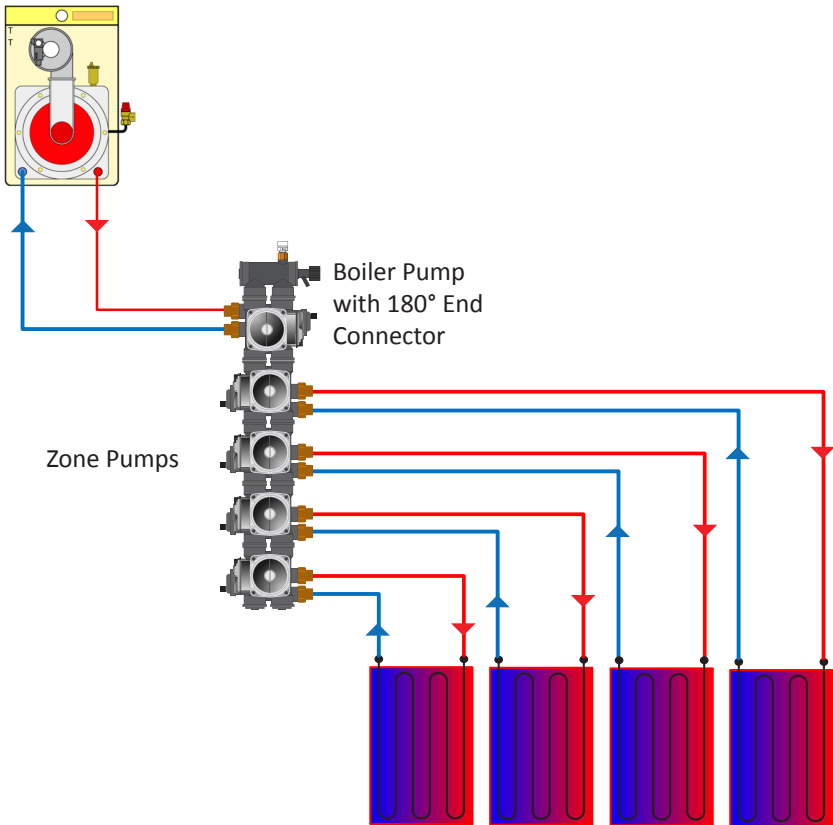 T
T
Boiler Pump
with 180° End
Connector
Zone Pumps